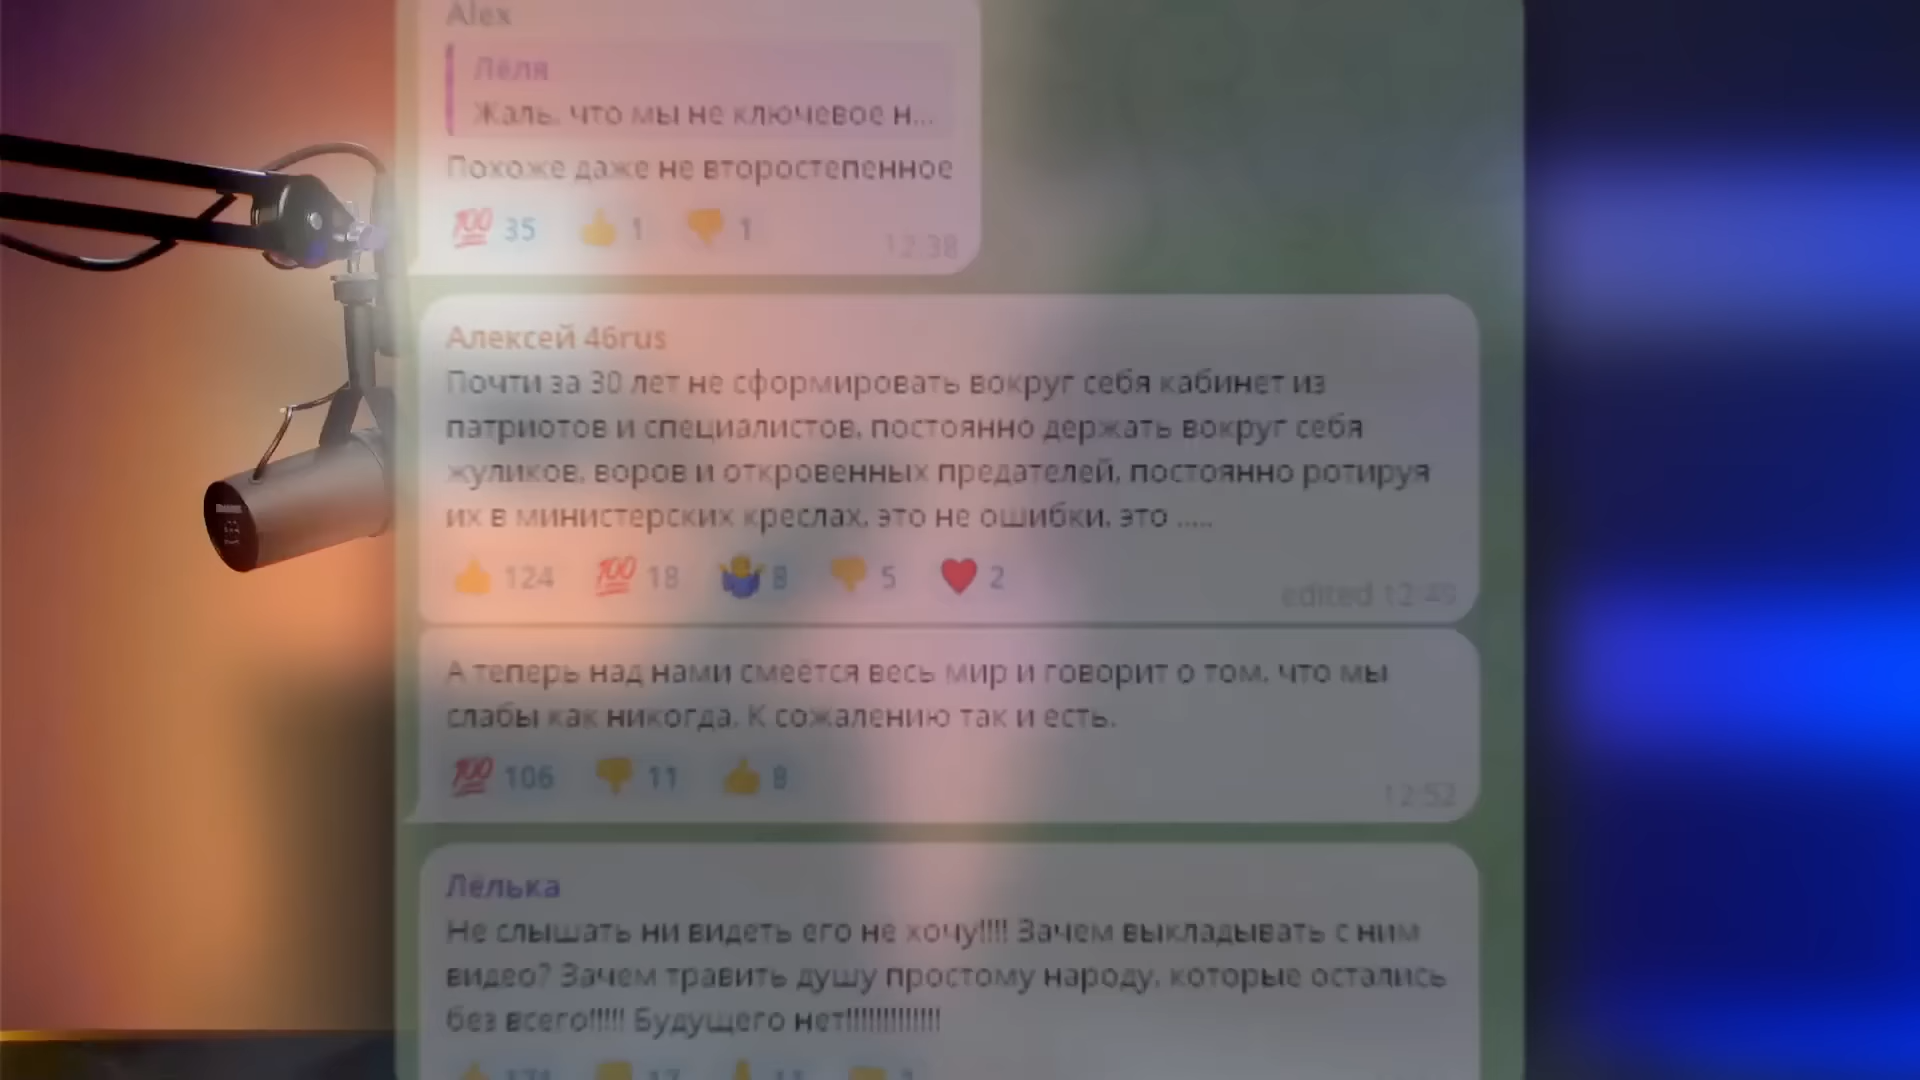 Alex
Лёля
Жаль, что мы не ключевое н...
Похоже даже не второстепенное
35 1 1
12:38
Алексей 46rus
Почти за 30 лет не сформировать вокруг себя кабинет из
патриотов и специалистов, постоянно держать вокруг себя
жуликов, воров и откровенных предателей, постоянно ротируя
их в министерских креслах, это не ошибки, это .....
124 18 8 5 2
edited 12:49
А теперь над нами смеётся весь мир и говорит о том, что мы
слабы как никогда. К сожалению так и есть.
106 11 8
12:52
Лёлька
Не слышать ни видеть его не хочу!!!! Зачем выкладывать с ним
видео? Зачем травить душу простому народу, которые остались
без всего!!!!! Будущего нет!!!!!!!!!!!!!!